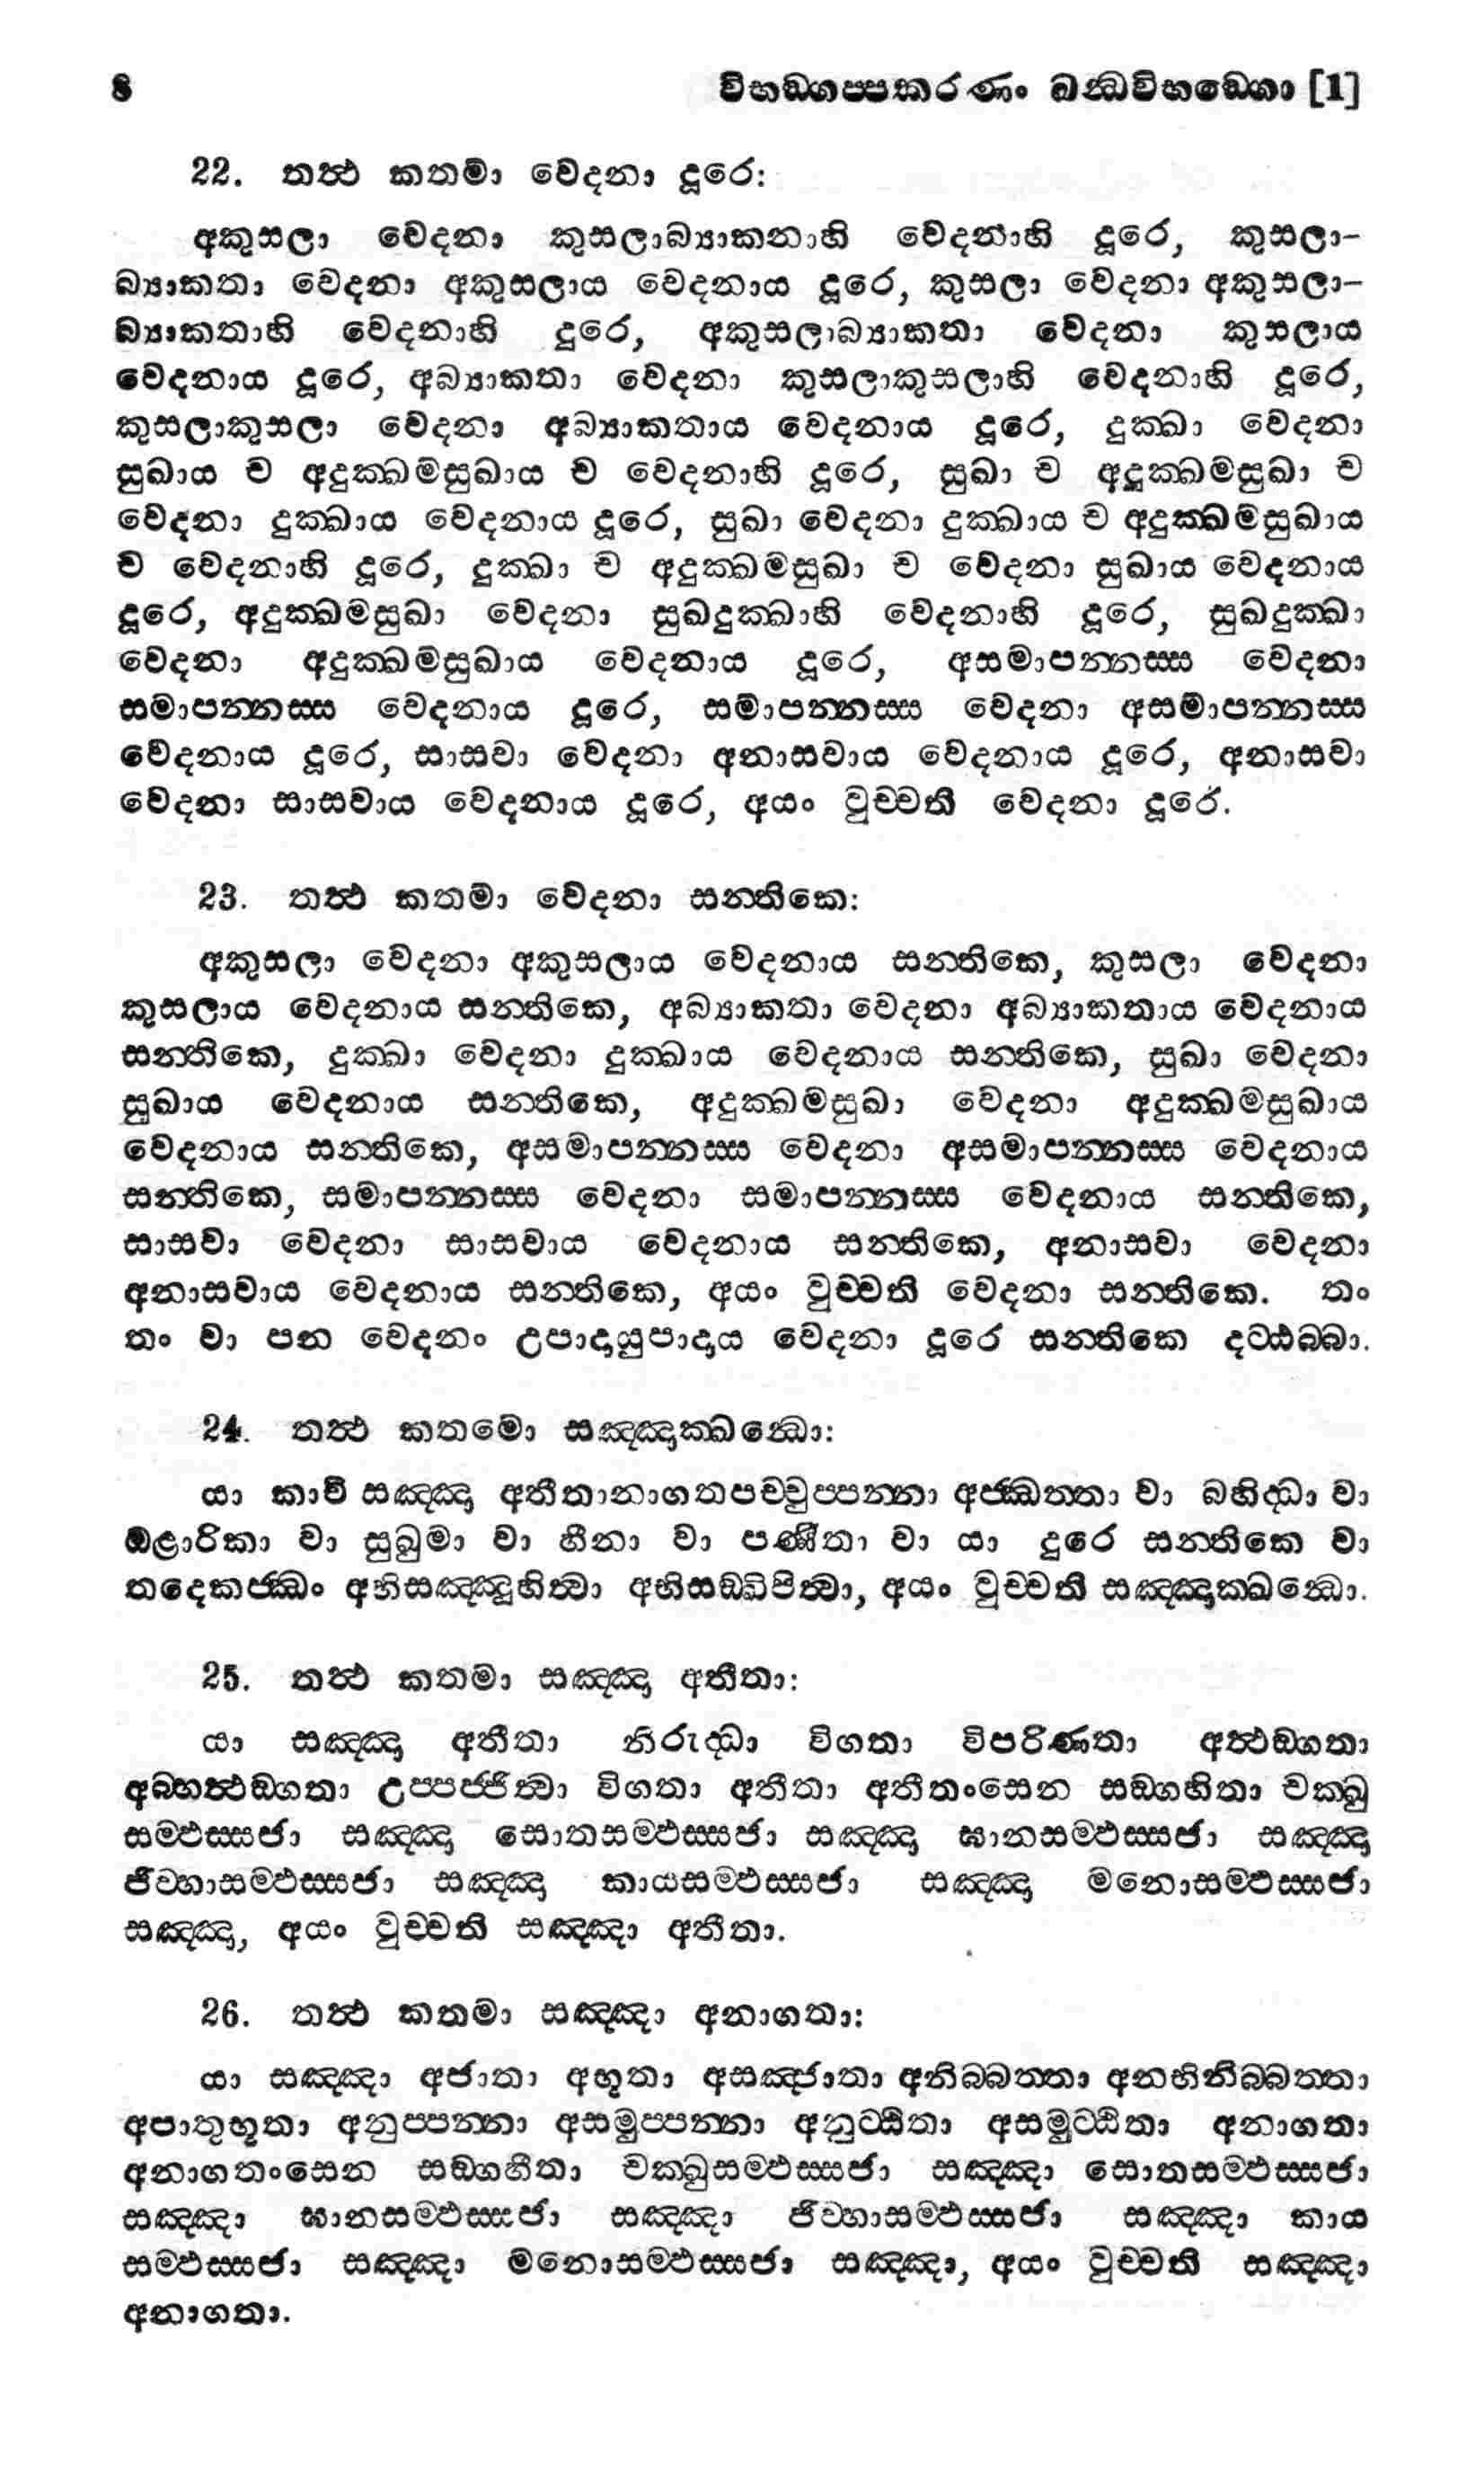 8 විභඞ්ගප්පකරණං ඛන්ධවිභඞ්ගො [1]
22. තත්ථ කතමා වෙදනා දූරෙ:
අකුසලා වෙදනා කුසලාබ්‍යාකතාහි වෙදනාහි දූරෙ, කුසලා-
බ්‍යාකතා වෙදනා අකුසලාය වෙදනාය දූරෙ, කුසලා වෙදනා අකුසලා-
බ්‍යාකතාහි වෙදනාහි දූරෙ, අකුසලාබ්‍යාකතා වෙදනා කුසලාය
වෙදනාය දූරෙ, අබ්‍යාකතා වෙදනා කුසලාකුසලාහි වෙදනාහි දූරෙ,
කුසලාකුසලා වෙදනා අබ්‍යාකතාය වෙදනාය දූරෙ, දුක්ඛා වෙදනා
සුඛාය ච අදුක්ඛමසුඛාය ච වෙදනාහි දූරෙ, සුඛා ච අදුක්ඛමසුඛා ච
වෙදනා දුක්ඛාය වෙදනාය දූරෙ, සුඛා වෙදනා දුක්ඛාය ච අදුක්ඛමසුඛාය
ච වෙදනාහි දූරෙ, දුක්ඛා ච අදුක්ඛමසුඛා ච වෙදනා සුඛාය වෙදනාය
දූරෙ, අදුක්ඛමසුඛා වෙදනා සුඛදුක්ඛාහි වෙදනාහි දූරෙ, සුඛදුක්ඛා
වෙදනා අදුක්ඛමසුඛාය වෙදනාය දූරෙ, අසමාපන්නස්ස වෙදනා
සමාපන්නස්ස වෙදනාය දූරෙ, සමාපන්නස්ස වෙදනා අසමාපන්නස්ස
වෙදනාය දූරෙ, සාසවා වෙදනා අනාසවාය වෙදනාය දූරෙ, අනාසවා
වෙදනා සාසවාය වෙදනාය දූරෙ, අයං වුච්චති වෙදනා දූරෙ.
23. තත්ථ කතමා වෙදනා සන්තිකෙ:
අකුසලා වෙදනා අකුසලාය වෙදනාය සන්තිකෙ, කුසලා වෙදනා
කුසලාය වෙදනාය සන්තිකෙ, අබ්‍යාකතා වෙදනා අබ්‍යාකතාය වෙදනාය
සන්තිකෙ, දුක්ඛා වෙදනා දුක්ඛාය වෙදනාය සන්තිකෙ, සුඛා වෙදනා
සුඛාය වෙදනාය සන්තිකෙ, අදුක්ඛමසුඛා වෙදනා අදුක්ඛමසුඛාය
වෙදනාය සන්තිකෙ, අසමාපන්නස්ස වෙදනා අසමාපන්නස්ස වෙදනාය
සන්තිකෙ, සමාපන්නස්ස වෙදනා සමාපන්නස්ස වෙදනාය සන්තිකෙ,
සාසවා වෙදනා සාසවාය වෙදනාය සන්තිකෙ, අනාසවා වෙදනා
අනාසවාය වෙදනාය සන්තිකෙ, අයං වුච්චති වෙදනා සන්තිකෙ. තං
තං වා පන වෙදනං උපාදායුපාදාය වෙදනා දූරෙ සන්තිකෙ දට්ඨබ්බා.
24. තත්ථ කතමො සඤ්ඤාක්ඛන්ධො:
යා කාචි සඤ්ඤා අතීතානාගතපච්චුප්පන්නා අජ්ඣත්තා වා බහිද්ධා වා
ඔළාරිකා වා සුඛුමා වා හීනා වා පණීතා වා යා දූරෙ සන්තිකෙ වා
තදෙකජ්ඣං අභිසඤ්ඤූහිත්වා අභිසඞ්ඛිපිත්වා, අයං වුච්චති සඤ්ඤාක්ඛන්ධො.
25. තත්ථ කතමා සඤ්ඤා අතීතා:
යා සඤ්ඤා අතීතා නිරුද්ධා විගතා විපරිණතා අත්ථඞ්ගතා
අබ්භත්ථඞ්ගතා උප්පජ්ජිත්වා විගතා අතීතා අතීතංසෙන සඞ්ගහිතා චක්ඛු
සම්ඵස්සජා සඤ්ඤා සොතසම්ඵස්සජා සඤ්ඤා ඝානසම්ඵස්සජා සඤ්ඤා
ජිව්හාසම්ඵස්සජා සඤ්ඤා කායසම්ඵස්සජා සඤ්ඤා මනොසම්ඵස්සජා
සඤ්ඤා, අයං වුච්චති සඤ්ඤා අතීතා.
26. තත්ථ කතමා සඤ්ඤා අනාගතා:
යා සඤ්ඤා අජාතා අභූතා අසඤ්ජාතා අනිබ්බත්තා අනභිනිබ්බත්තා
අපාතුභූතා අනුප්පන්නා අසමුප්පන්නා අනුට්ඨිතා අසමුට්ඨිතා අනාගතා
අනාගතංසෙන සඞ්ගහිතා චක්ඛුසම්ඵස්සජා සඤ්ඤා සොතසම්ඵස්සජා
සඤ්ඤා ඝානසම්ඵස්සජා සඤ්ඤා ජිව්හාසම්ඵස්සජා සඤ්ඤා කාය
සම්ඵස්සජා සඤ්ඤා මනොසම්ඵස්සජා සඤ්ඤා, අයං වුච්චති සඤ්ඤා
අනාගතා.